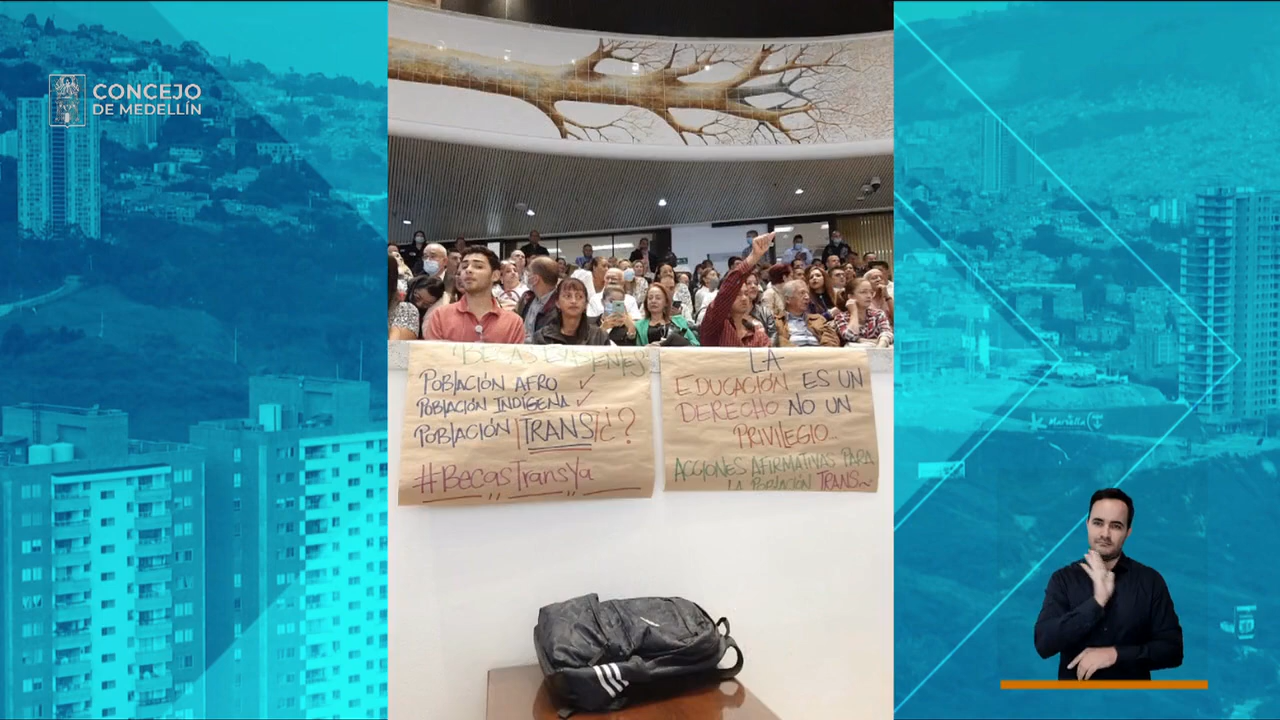 CONCEJO
DE MEDELLÍN
"BECAS
POBLACIÓN AFRO ✓
POBLACIÓN INDÍGENA ✓
POBLACIÓN TRANS ¿?
#BecasTransYa
LA
EDUCACIÓN ES UN
DERECHO NO UN
PRIVILEGIO...
ACCIONES AFIRMATIVAS PARA
LA POBLACIÓN TRANS